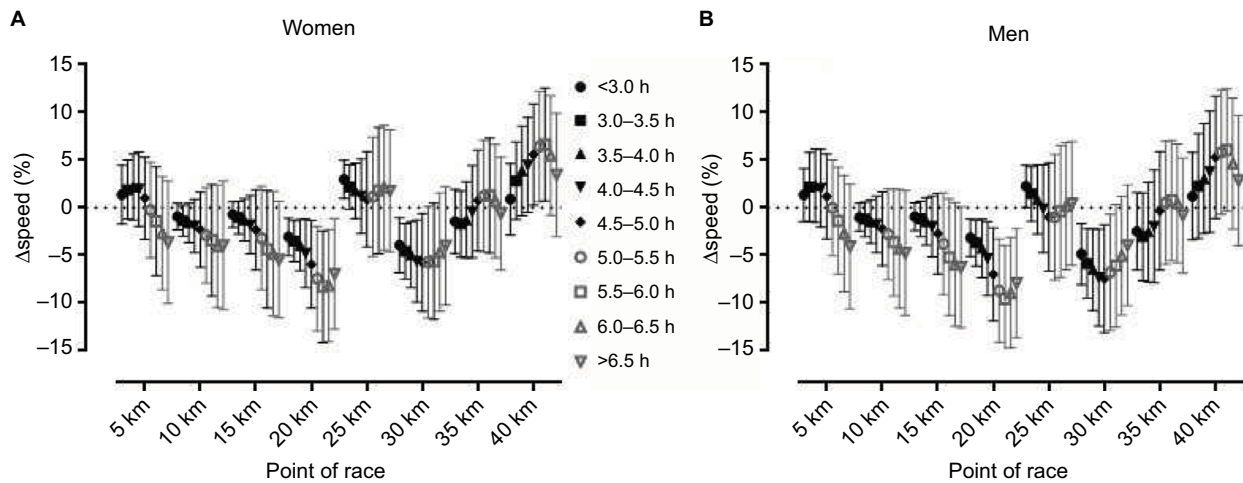 A
Women
15
10
5
0
–5
–10
–15
Δspeed (%)
5 km
10 km
15 km
20 km
25 km
30 km
35 km
40 km
Point of race
<3.0 h
3.0–3.5 h
3.5–4.0 h
4.0–4.5 h
4.5–5.0 h
5.0–5.5 h
5.5–6.0 h
6.0–6.5 h
>6.5 h
B
Men
15
10
5
0
–5
–10
–15
Δspeed (%)
5 km
10 km
15 km
20 km
25 km
30 km
35 km
40 km
Point of race